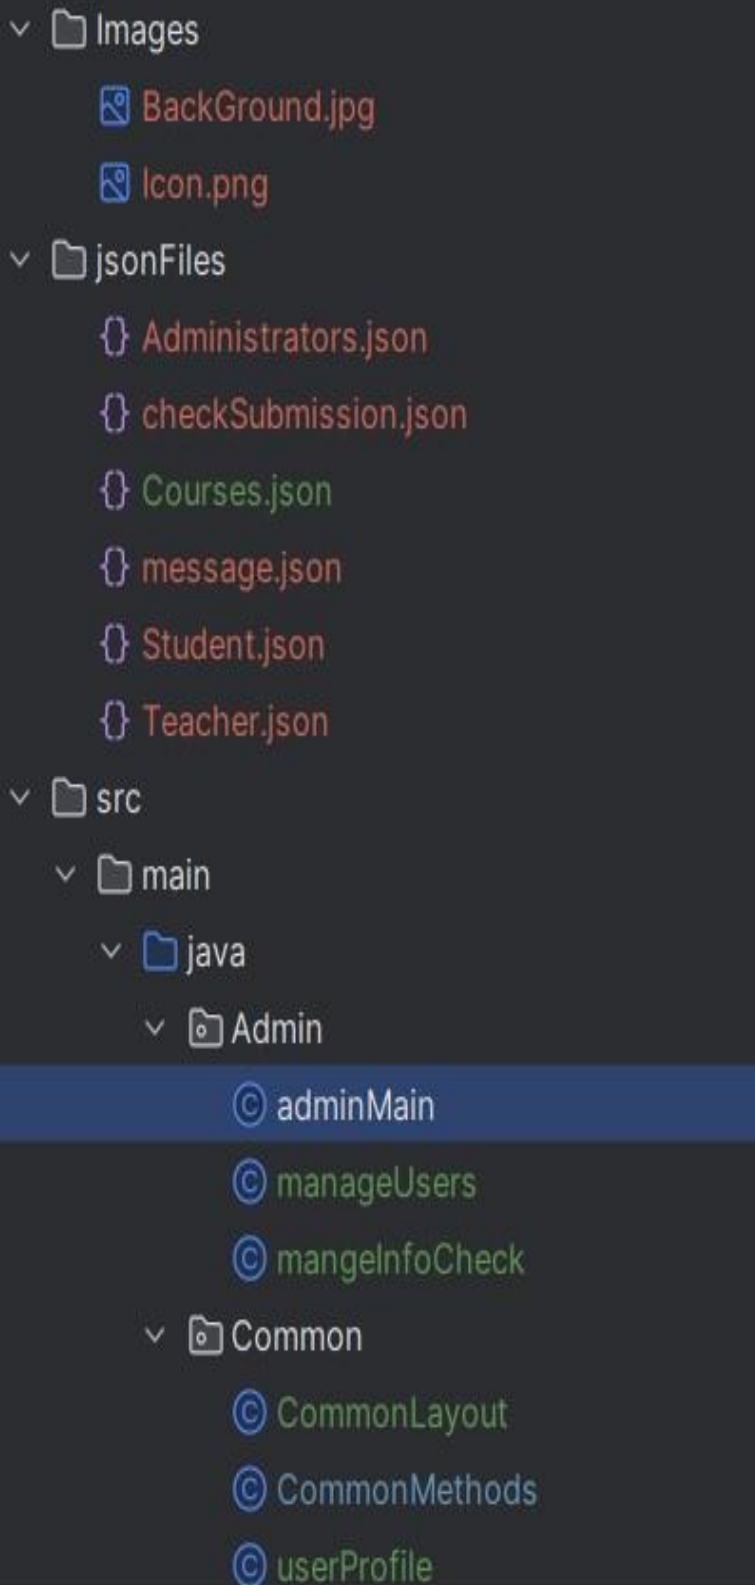 Images
BackGround.jpg
Icon.png
jsonFiles
Administrators.json
checkSubmission.json
Courses.json
message.json
Student.json
Teacher.json
src
main
java
Admin
adminMain
manageUsers
mangeInfoCheck
Common
CommonLayout
CommonMethods
userProfile